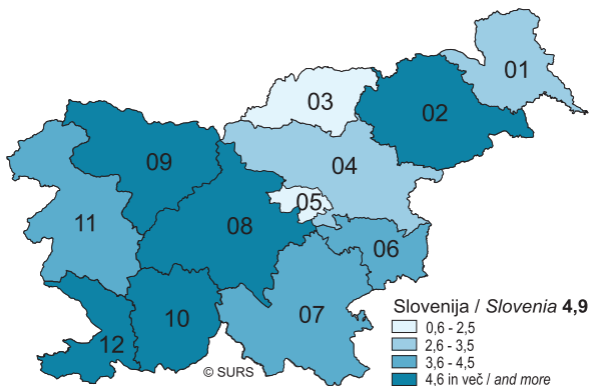 01
03
02
09
04
05
11
08
06
07
10
12
© SURS
Slovenija / Slovenia 4,9
0,6 - 2,5
2,6 - 3,5
3,6 - 4,5
4,6 in več / and more